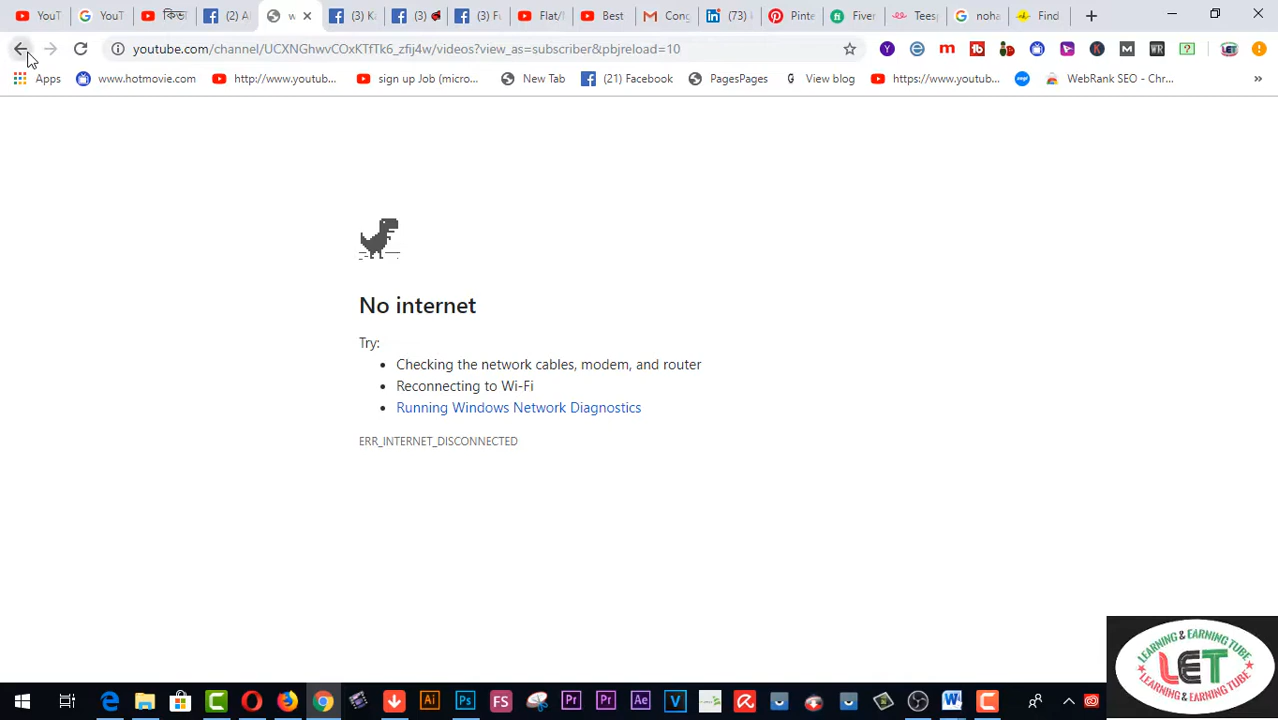 YouT YouT (2) A w (3) K (3) (3) F Flat/ Best Cong (73) Pinte Fiver Teesp noha Find
youtube.com/channel/UCXNGhwvCOxKTfTk6_zfij4w/videos?view_as=subscriber&pbjreload=10
Apps www.hotmovie.com http://www.youtub... sign up Job (micro... New Tab (21) Facebook PagesPages View blog https://www.youtub... WebRank SEO - Chr... »
No internet
Try:
• Checking the network cables, modem, and router
• Reconnecting to Wi-Fi
• Running Windows Network Diagnostics
ERR_INTERNET_DISCONNECTED
LEARNING & EARNING TUBE
LET
LEARNING & EARNING TUBE